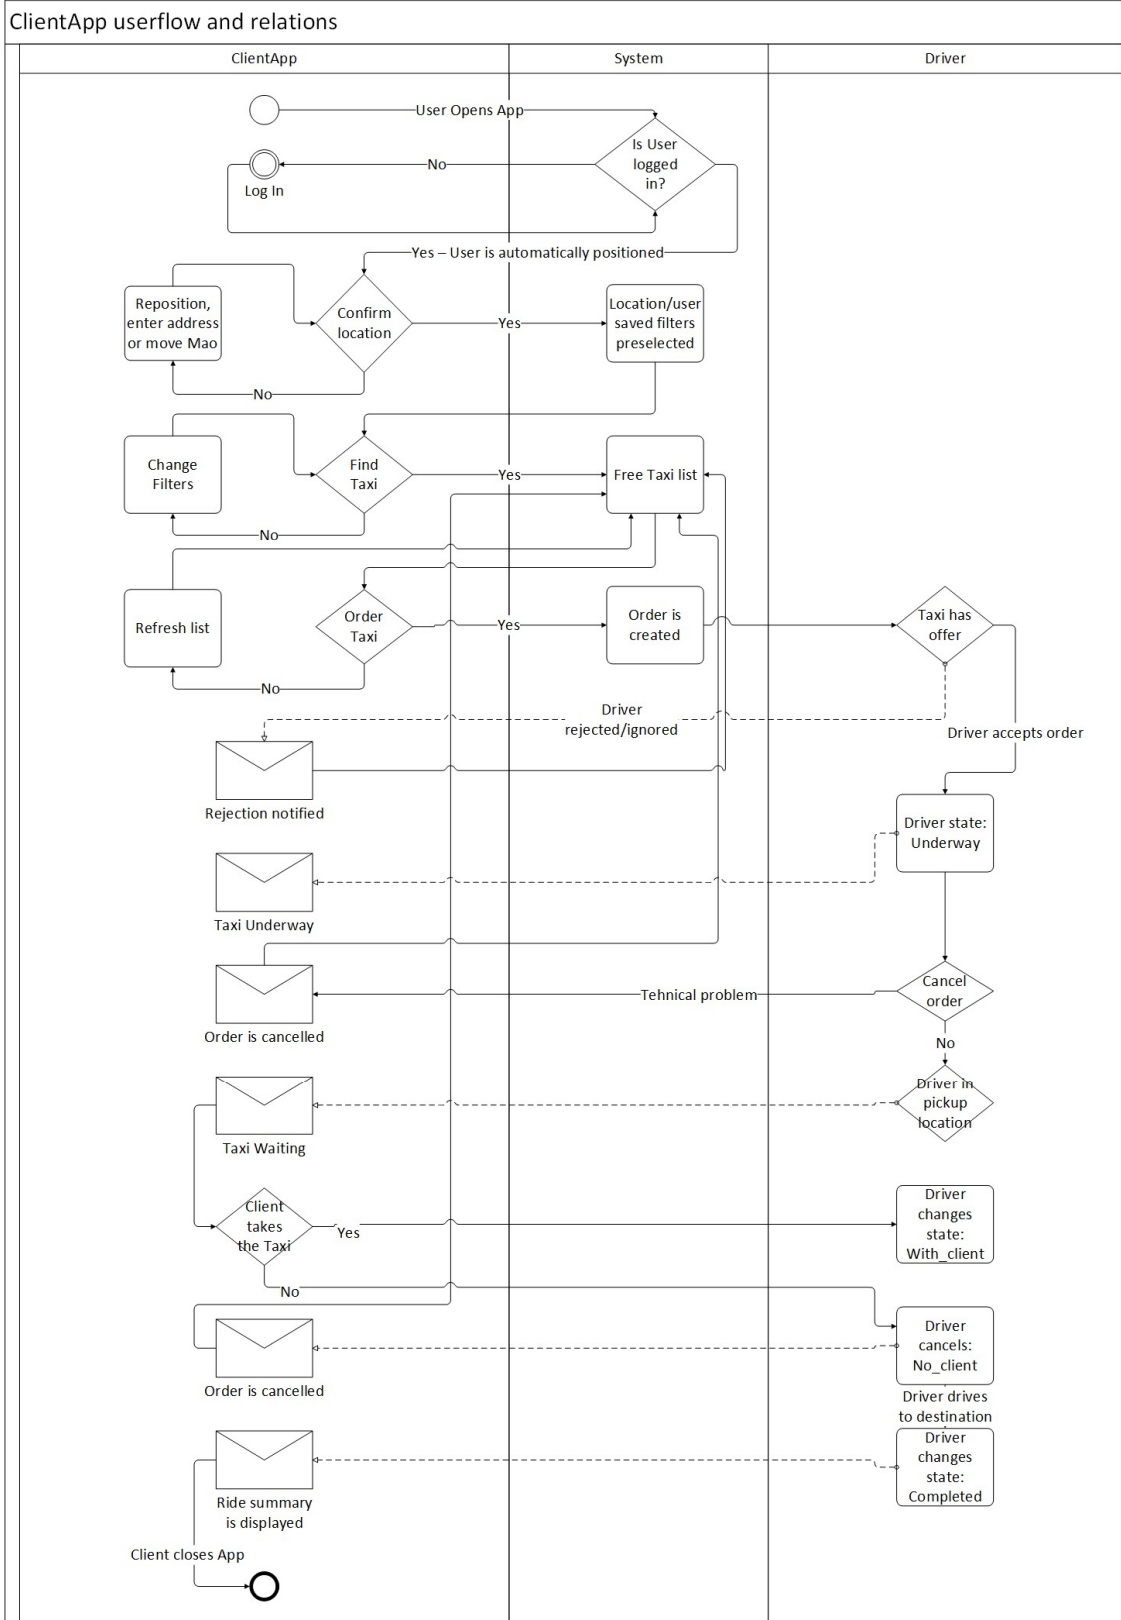 ClientApp userflow and relations
ClientApp
System
Driver
User Opens App
Is User
logged
in?
No
Log In
Yes – User is automatically positioned
Reposition,
enter address
or move Mao
Confirm
location
Yes
Location/user
saved filters
preselected
No
Change
Filters
Find
Taxi
Yes
Free Taxi list
No
Refresh list
Order
Taxi
Yes
Order is
created
Taxi has
offer
No
Driver
rejected/ignored
Driver accepts order
Rejection notified
Driver state:
Underway
Taxi Underway
Cancel
order
Tehnical problem
Order is cancelled
No
Driver in
pickup
location
Taxi Waiting
Client
takes
the Taxi
Yes
Driver
changes
state:
With_client
No
Driver
cancels:
No_client
Order is cancelled
Driver drives
to destination
Driver
changes
state:
Completed
Ride summary
is displayed
Client closes App